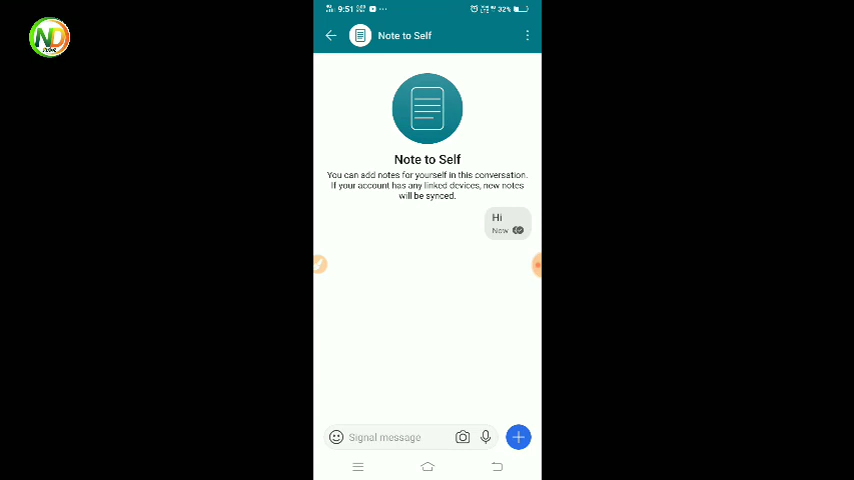 ND
9:51
32%
Note to Self
Note to Self
You can add notes for yourself in this conversation.
If your account has any linked devices, new notes
will be synced.
Hi
Now
Signal message